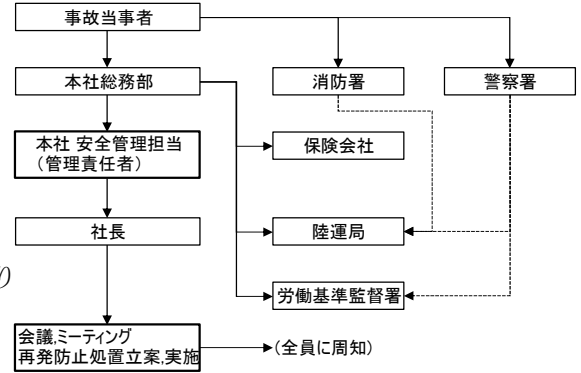 事故当事者
本社総務部
消防署
警察署
本社 安全管理担当
（管理責任者）
保険会社
社長
陸運局
り
労働基準監督署
会議,ミーティング
再発防止処置立案,実施
(全員に周知)